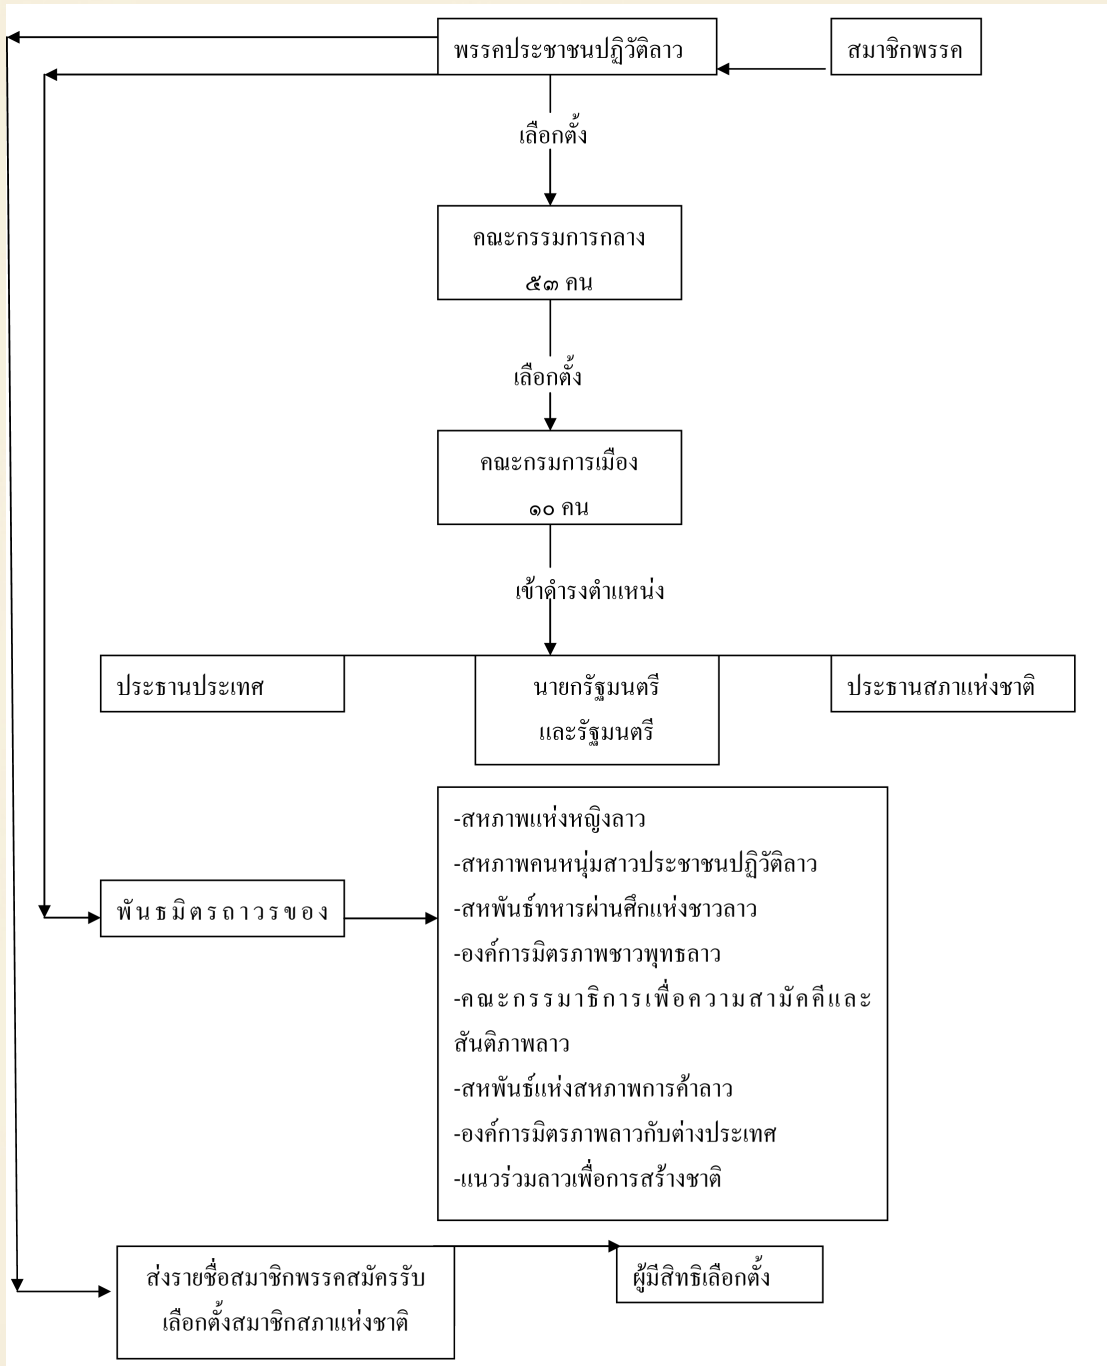 พรรคประชาชนปฏิวัติลาว
สมาชิกพรรค
เลือกตั้ง
คณะกรรมการกลาง
๕๓ คน
เลือกตั้ง
คณะกรมการเมือง
๑๐ คน
เข้าดำรงตำแหน่ง
ประธานประเทศ
นายกรัฐมนตรี
และรัฐมนตรี
ประธานสภาแห่งชาติ
-สหภาพแห่งหญิงลาว
-สหภาพคนหนุ่มสาวประชาชนปฏิวัติลาว
พันธมิตรถาวรของ
-สหพันธ์ทหารผ่านศึกแห่งชาวลาว
-องค์การมิตรภาพชาวพุทธลาว
-คณะกรรมาธิการเพื่อความสามัคคีและ
สันติภาพลาว
-สหพันธ์แห่งสหภาพการค้าลาว
-องค์การมิตรภาพลาวกับต่างประเทศ
-แนวร่วมลาวเพื่อการสร้างชาติ
ส่งรายชื่อสมาชิกพรรคสมัครรับ
เลือกตั้งสมาชิกสภาแห่งชาติ
ผู้มีสิทธิเลือกตั้ง